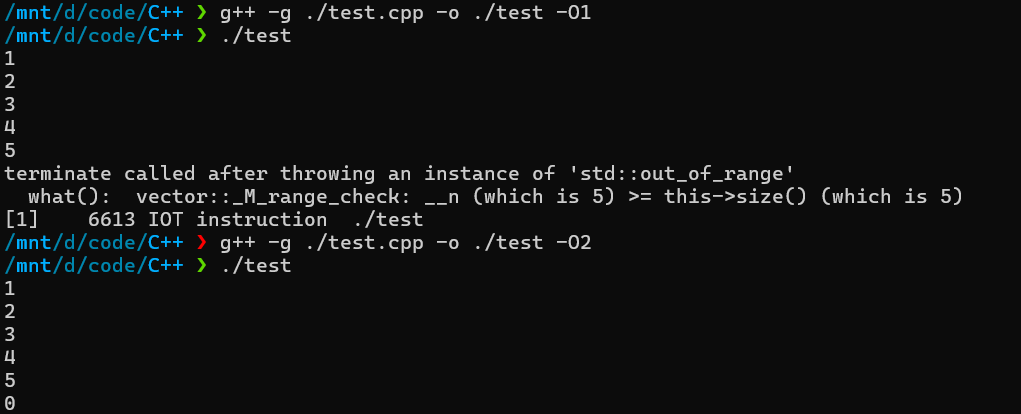 /mnt/d/code/C++ ❯ g++ -g ./test.cpp -o ./test -O1
/mnt/d/code/C++ ❯ ./test
1
2
3
4
5
terminate called after throwing an instance of 'std::out_of_range'
  what():  vector::_M_range_check: __n (which is 5) >= this->size() (which is 5)
[1]    6613 IOT instruction  ./test
/mnt/d/code/C++ ❯ g++ -g ./test.cpp -o ./test -O2
/mnt/d/code/C++ ❯ ./test
1
2
3
4
5
0